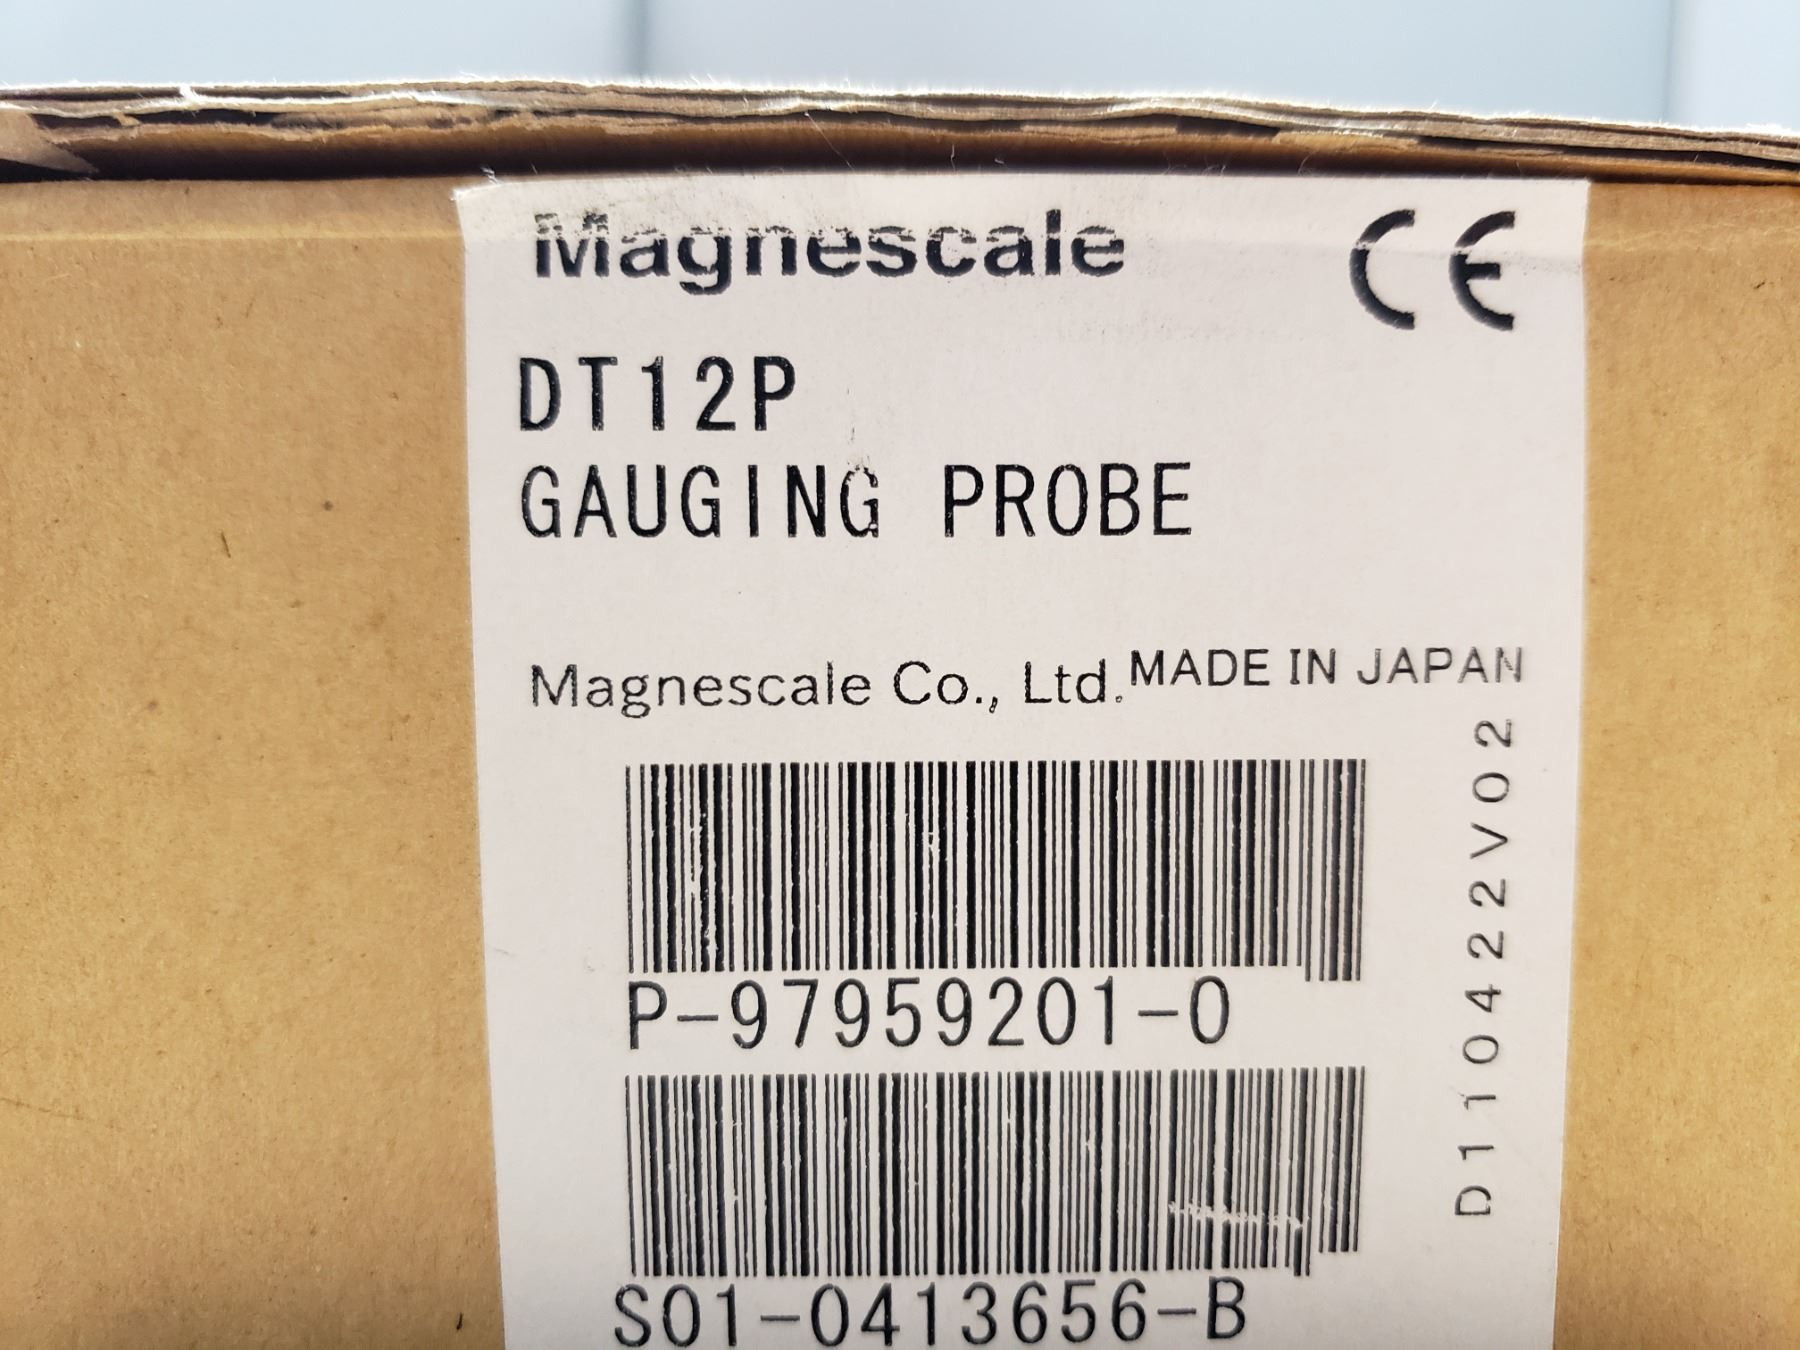 Magnescale CE
DT12P
GAUGING PROBE
Magnescale Co., Ltd. MADE IN JAPAN
P-97959201-0
S01-0413656-B
D110422V02